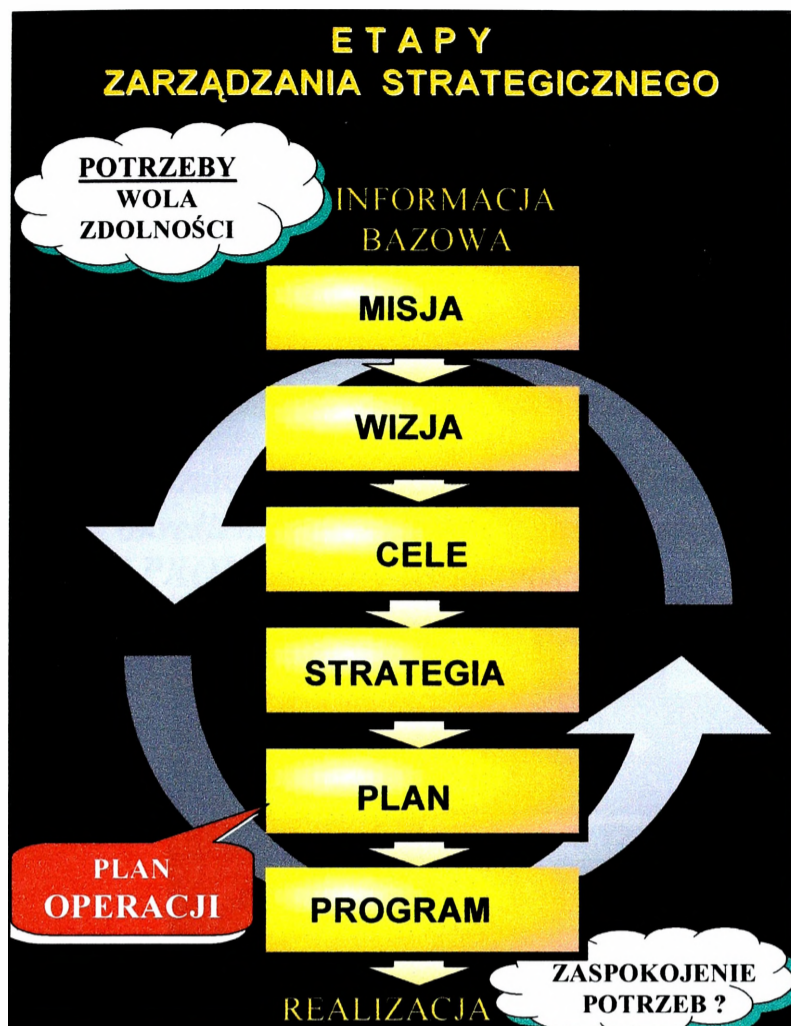 ETAPY
ZARZĄDZANIA STRATEGICZNEGO
POTRZEBY
WOLA
ZDOLNOŚCI
INFORMACJA
BAZOWA
MISJA
WIZJA
CELE
STRATEGIA
PLAN
PLAN
OPERACJI
PROGRAM
ZASPOKOJENIE
POTRZEB ?
REALIZACJA